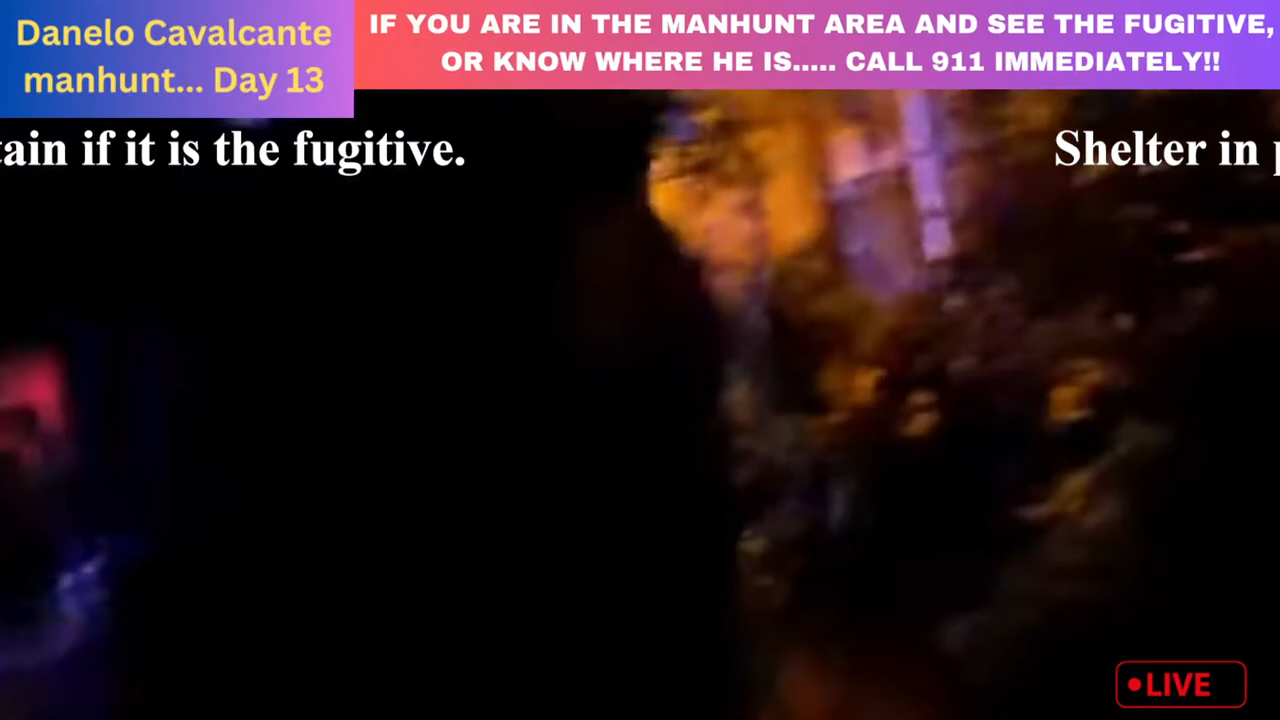 Danelo Cavalcante
manhunt... Day 13
IF YOU ARE IN THE MANHUNT AREA AND SEE THE FUGITIVE,
OR KNOW WHERE HE IS..... CALL 911 IMMEDIATELY!!
if it is the fugitive.
Shelter in
LIVE